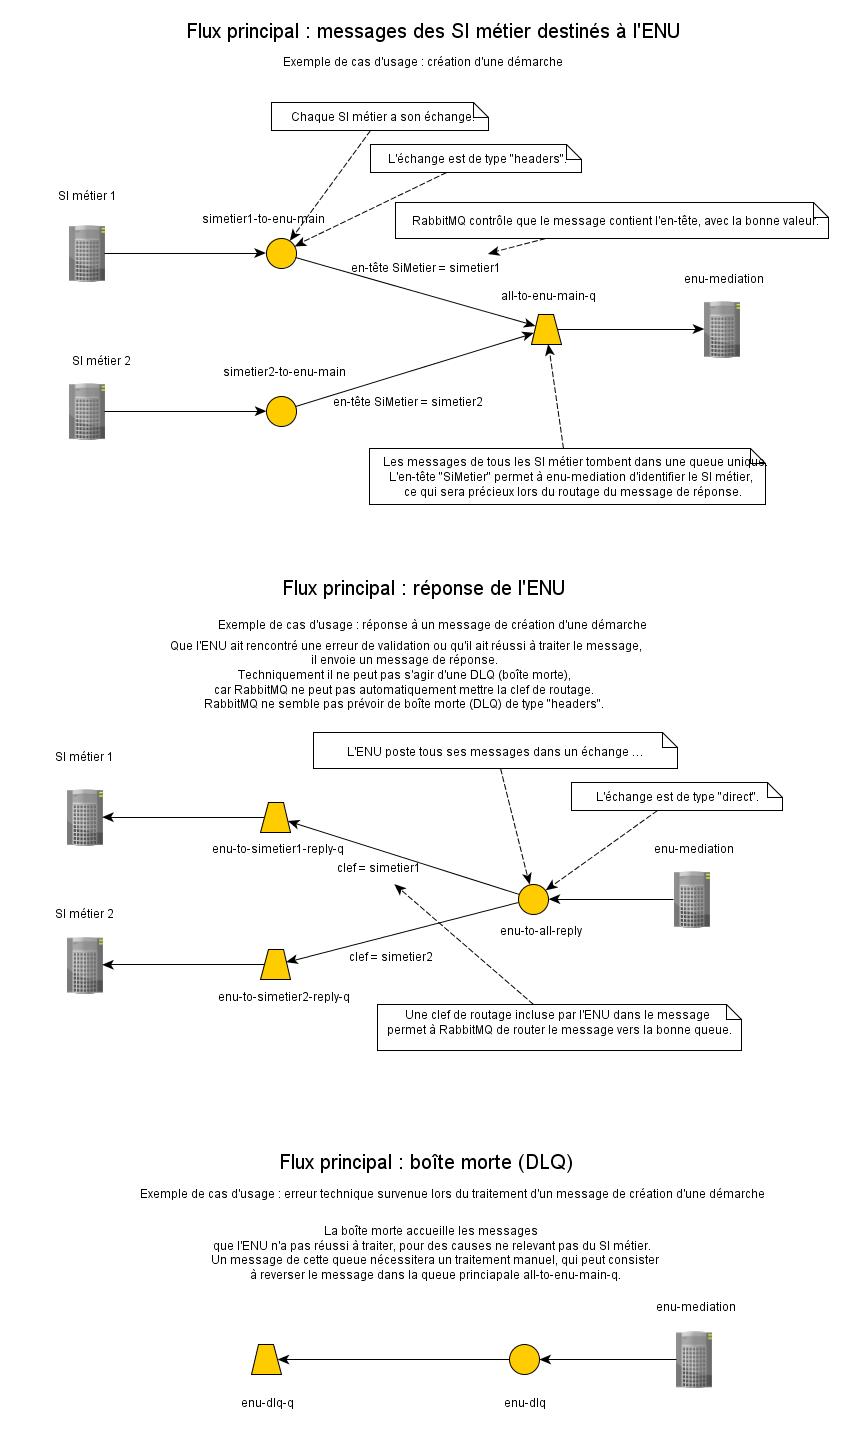 Flux principal : messages des SI métier destinés à l'ENU
Exemple de cas d'usage : création d'une démarche
Chaque SI métier a son échange.
L'échange est de type "headers".
SI métier 1
simetier1-to-enu-main
RabbitMQ contrôle que le message contient l'en-tête, avec la bonne valeur.
en-tête SiMetier = simetier1
enu-mediation
all-to-enu-main-q
SI métier 2
simetier2-to-enu-main
en-tête SiMetier = simetier2
Les messages de tous les SI métier tombent dans une queue unique.
L'en-tête "SiMetier" permet à enu-mediation d'identifier le SI métier,
ce qui sera précieux lors du routage du message de réponse.
Flux principal : réponse de l'ENU
Exemple de cas d'usage : réponse à un message de création d'une démarche
Que l'ENU ait rencontré une erreur de validation ou qu'il ait réussi à traiter le message,
il envoie un message de réponse.
Techniquement il ne peut pas s'agir d'une DLQ (boîte morte),
car RabbitMQ ne peut pas automatiquement mettre la clef de routage.
RabbitMQ ne semble pas prévoir de boîte morte (DLQ) de type "headers".
SI métier 1
L'ENU poste tous ses messages dans un échange ...
L'échange est de type "direct".
enu-to-simetier1-reply-q
enu-mediation
clef = simetier1
SI métier 2
enu-to-all-reply
clef = simetier2
enu-to-simetier2-reply-q
Une clef de routage incluse par l'ENU dans le message
permet à RabbitMQ de router le message vers la bonne queue.
Flux principal : boîte morte (DLQ)
Exemple de cas d'usage : erreur technique survenue lors du traitement d'un message de création d'une démarche
La boîte morte accueille les messages
que l'ENU n'a pas réussi à traiter, pour des causes ne relevant pas du SI métier.
Un message de cette queue nécessitera un traitement manuel, qui peut consister
à reverser le message dans la queue princiapale all-to-enu-main-q.
enu-mediation
enu-dlq-q
enu-dlq